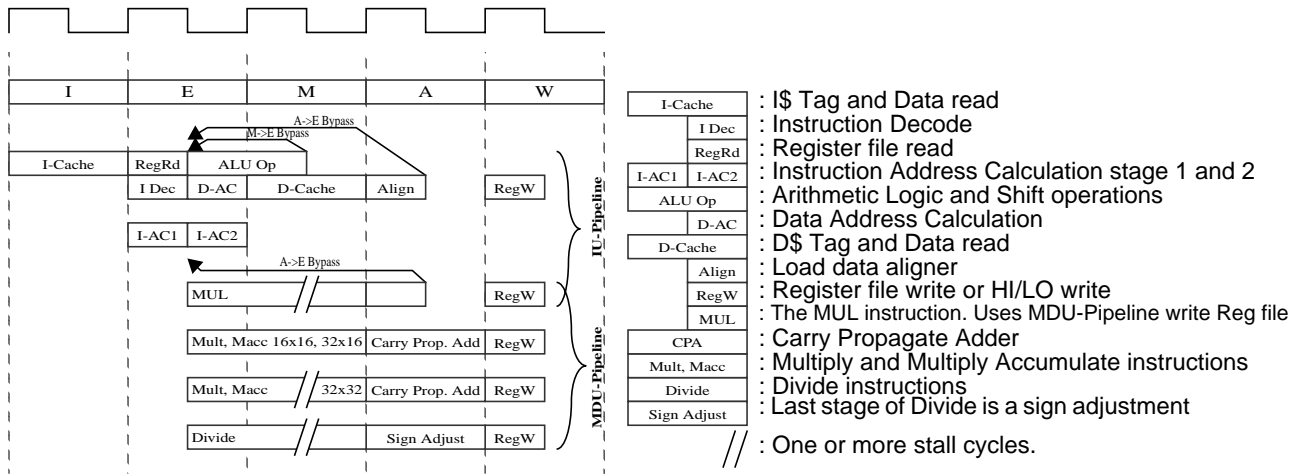 I E M A W
A->E Bypass
M->E Bypass
I-Cache RegRd ALU Op
I Dec D-AC D-Cache Align RegW
I-AC1 I-AC2
A->E Bypass
MUL RegW
Mult, Macc 16x16, 32x16 Carry Prop. Add RegW
Mult, Macc 32x32 Carry Prop. Add RegW
Divide Sign Adjust RegW
IU-Pipeline
MDU-Pipeline
I-Cache : I$ Tag and Data read
I Dec : Instruction Decode
RegRd : Register file read
I-AC1 I-AC2 : Instruction Address Calculation stage 1 and 2
ALU Op : Arithmetic Logic and Shift operations
D-AC : Data Address Calculation
D-Cache : D$ Tag and Data read
Align : Load data aligner
RegW : Register file write or HI/LO write
MUL : The MUL instruction. Uses MDU-Pipeline write Reg file
CPA : Carry Propagate Adder
Mult, Macc : Multiply and Multiply Accumulate instructions
Divide : Divide instructions
Sign Adjust : Last stage of Divide is a sign adjustment
: One or more stall cycles.